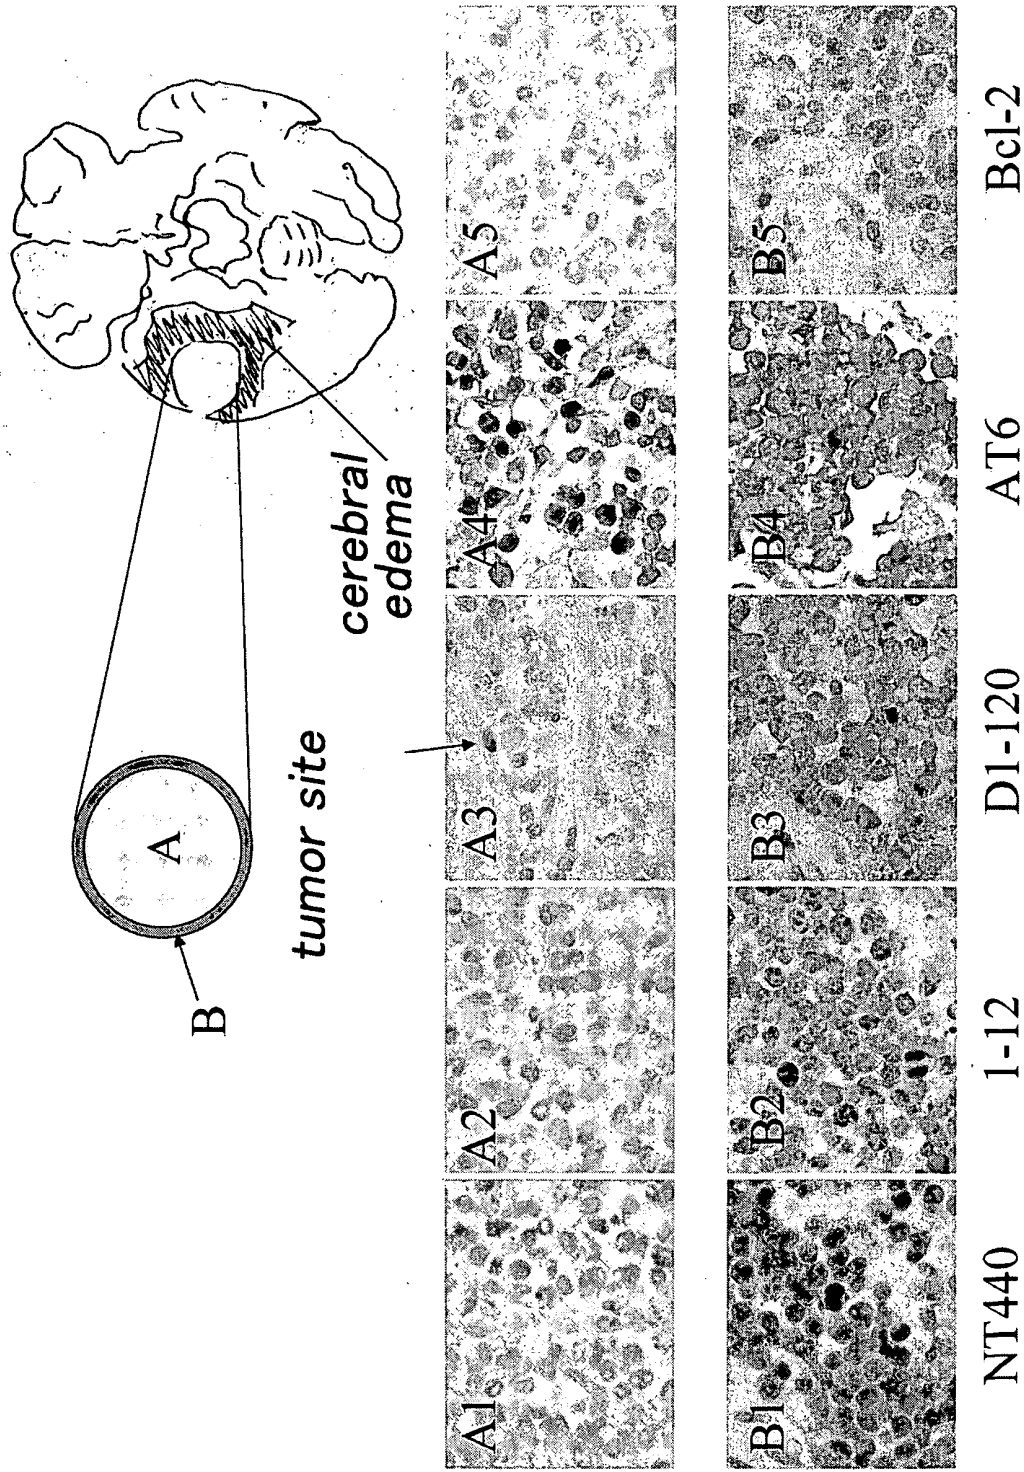 A
B
tumor site
cerebral
edema
A1
A2
A3
A4
A5
B1
B2
B3
B4
B5
NT440
1-12
D1-120
AT6
Bcl-2